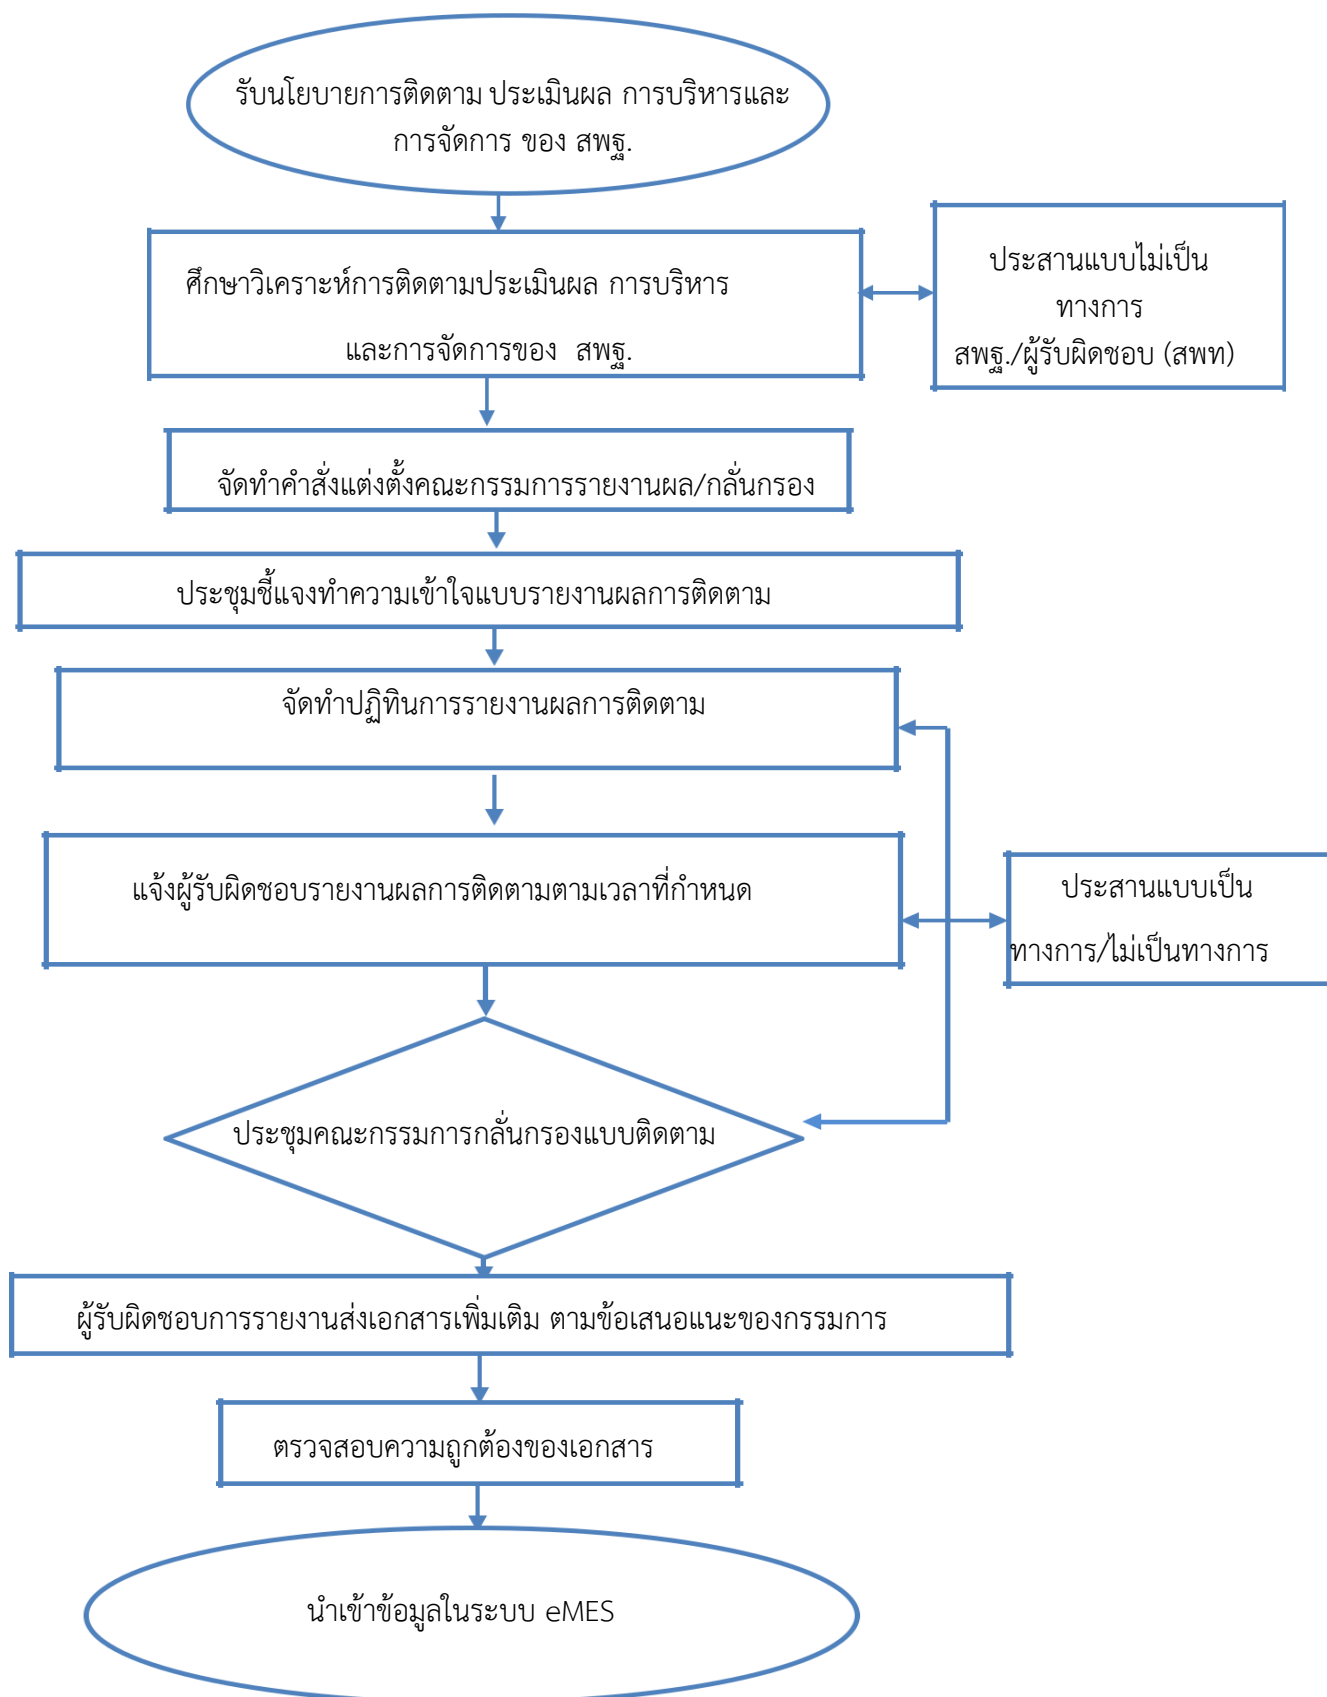 รับนโยบายการติดตาม ประเมินผล การบริหารและ
การจัดการ ของ สพฐ.
ศึกษาวิเคราะห์การติดตามประเมินผล การบริหาร
และการจัดการของ สพฐ.
ประสานแบบไม่เป็น
ทางการ
สพฐ./ผู้รับผิดชอบ (สพท)
จัดทำคำสั่งแต่งตั้งคณะกรรมการรายงานผล/กลั่นกรอง
ประชุมชี้แจงทำความเข้าใจแบบรายงานผลการติดตาม
จัดทำปฏิทินการรายงานผลการติดตาม
แจ้งผู้รับผิดชอบรายงานผลการติดตามตามเวลาที่กำหนด
ประสานแบบเป็น
ทางการ/ไม่เป็นทางการ
ประชุมคณะกรรมการกลั่นกรองแบบติดตาม
ผู้รับผิดชอบการรายงานส่งเอกสารเพิ่มเติม ตามข้อเสนอแนะของกรรมการ
ตรวจสอบความถูกต้องของเอกสาร
นำเข้าข้อมูลในระบบ eMES